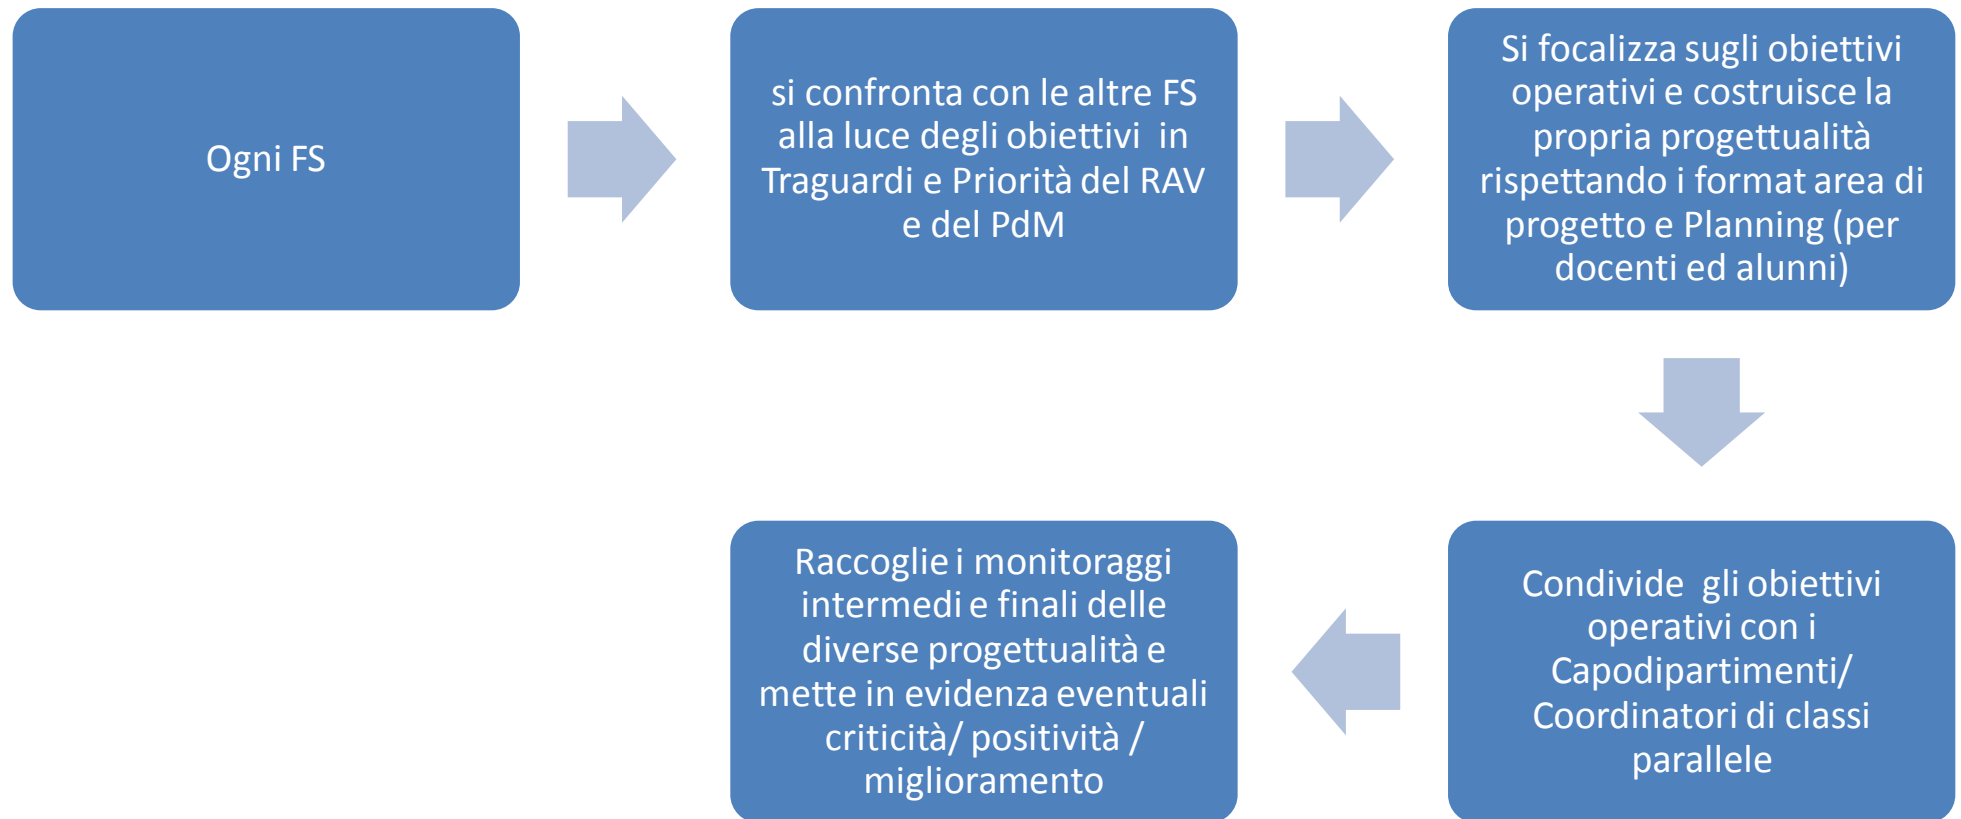 Ogni FS
si confronta con le altre FS
alla luce degli obiettivi in
Traguardi e Priorità del RAV
e del PdM
Si focalizza sugli obiettivi
operativi e costruisce la
propria progettualità
rispettando i format area di
progetto e Planning (per
docenti ed alunni)
Condivide gli obiettivi
operativi con i
Capodipartimenti/
Coordinatori di classi
parallele
Raccoglie i monitoraggi
intermedi e finali delle
diverse progettualità e
mette in evidenza eventuali
criticità/ positività /
miglioramento